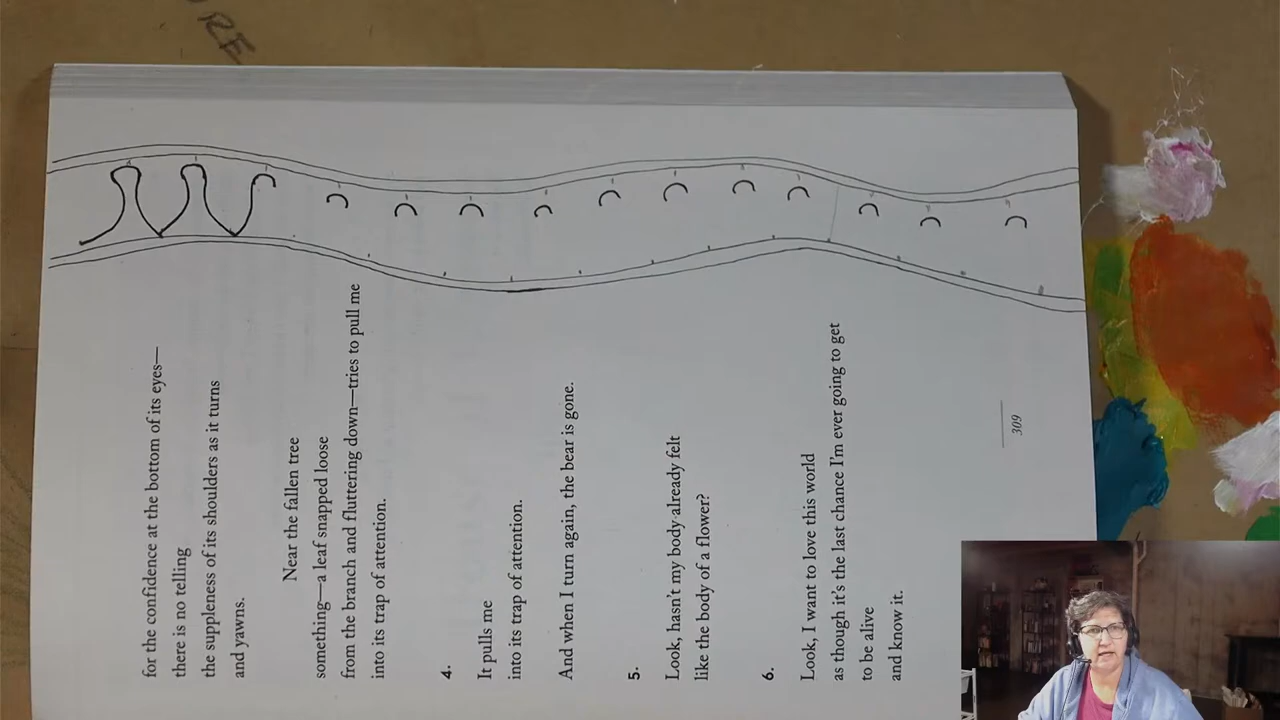 ORE
for the confidence at the bottom of its eyes—
there is no telling
the suppleness of its shoulders as it turns
and yawns.
Near the fallen tree
something—a leaf snapped loose
from the branch and fluttering down—tries to pull me
into its trap of attention.
4.
It pulls me
into its trap of attention.
And when I turn again, the bear is gone.
5.
Look, hasn't my body already felt
like the body of a flower?
6.
Look, I want to love this world
as though it's the last chance I'm ever going to get
to be alive
and know it.
309